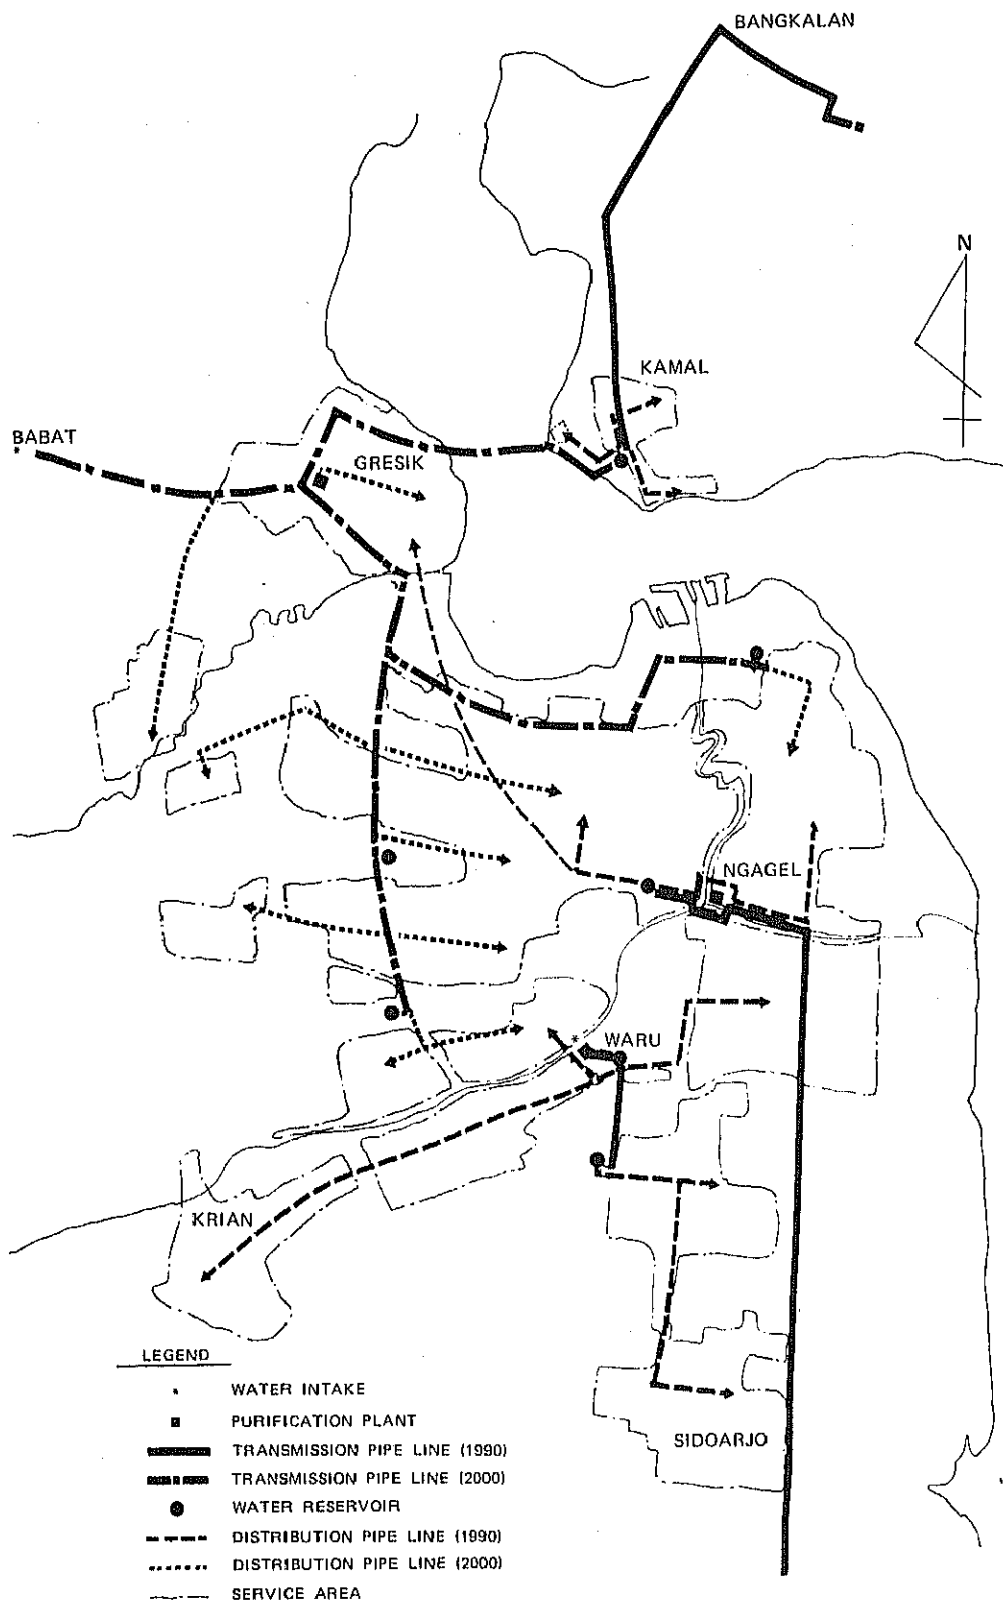 BANGKALAN
N
KAMAL
BABAT
GRESIK
NGAGEL
WARU
KRIAN
SIDOARJO
LEGEND
WATER INTAKE
PURIFICATION PLANT
TRANSMISSION PIPE LINE (1990)
TRANSMISSION PIPE LINE (2000)
WATER RESERVOIR
DISTRIBUTION PIPE LINE (1990)
DISTRIBUTION PIPE LINE (2000)
SERVICE AREA